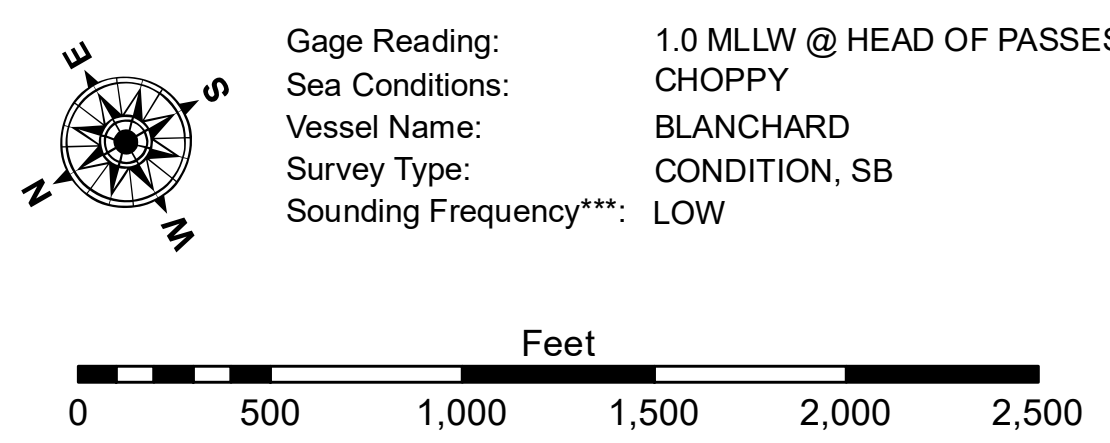 E
S
N
W
Gage Reading: 1.0 MLLW @ HEAD OF PASSES
Sea Conditions: CHOPPY
Vessel Name: BLANCHARD
Survey Type: CONDITION, SB
Sounding Frequency***: LOW
Feet
0 500 1,000 1,500 2,000 2,500